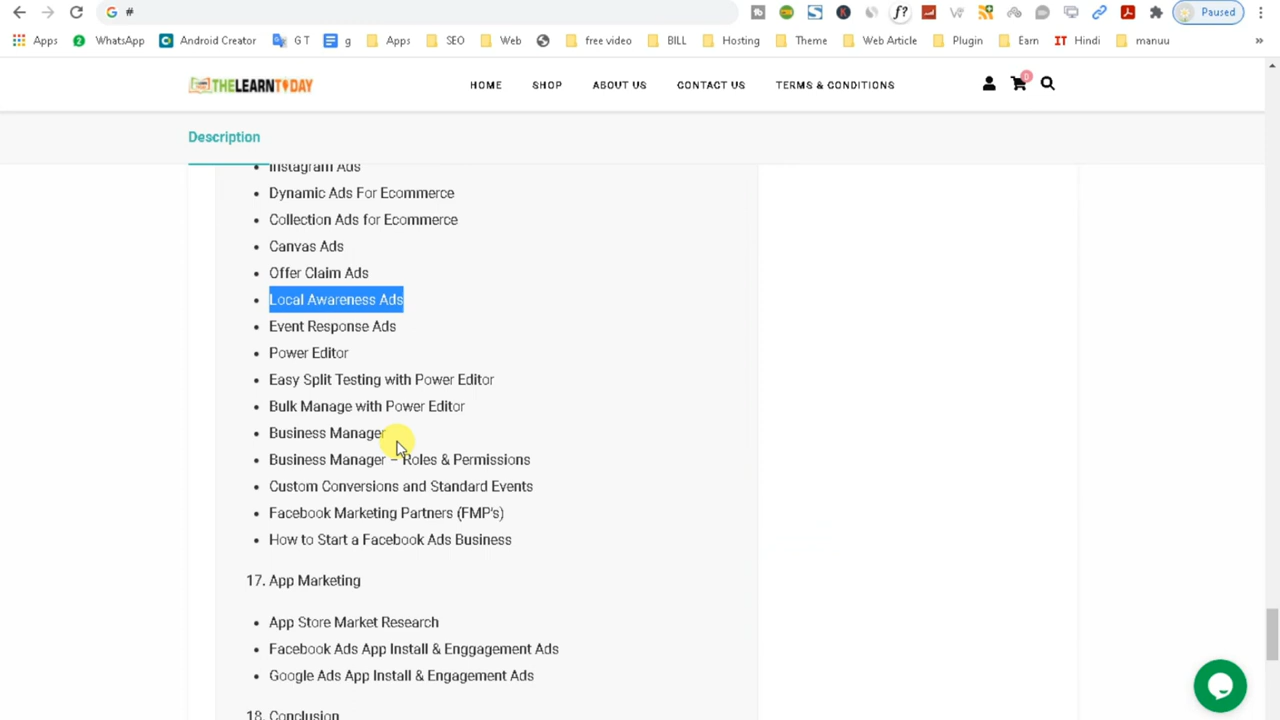 #
Paused
Apps
WhatsApp
Android Creator
G T
g
Apps
SEO
Web
free video
BILL
Hosting
Theme
Web Article
Plugin
Earn
IT Hindi
manuu
»
THELEARNTODAY
HOME
SHOP
ABOUT US
CONTACT US
TERMS & CONDITIONS
0
Description
• Instagram Ads
• Dynamic Ads For Ecommerce
• Collection Ads for Ecommerce
• Canvas Ads
• Offer Claim Ads
• Local Awareness Ads
• Event Response Ads
• Power Editor
• Easy Split Testing with Power Editor
• Bulk Manage with Power Editor
• Business Manager
• Business Manager – Roles & Permissions
• Custom Conversions and Standard Events
• Facebook Marketing Partners (FMP's)
• How to Start a Facebook Ads Business
17. App Marketing
• App Store Market Research
• Facebook Ads App Install & Enggagement Ads
• Google Ads App Install & Engagement Ads
18. Conclusion